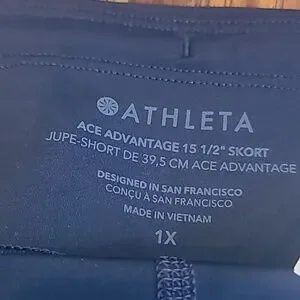 ATHLETA
ACE ADVANTAGE 15 1/2" SKORT
JUPE-SHORT DE 39,5 CM ACE ADVANTAGE
DESIGNED IN SAN FRANCISCO
CONÇU À SAN FRANCISCO
MADE IN VIETNAM
1X